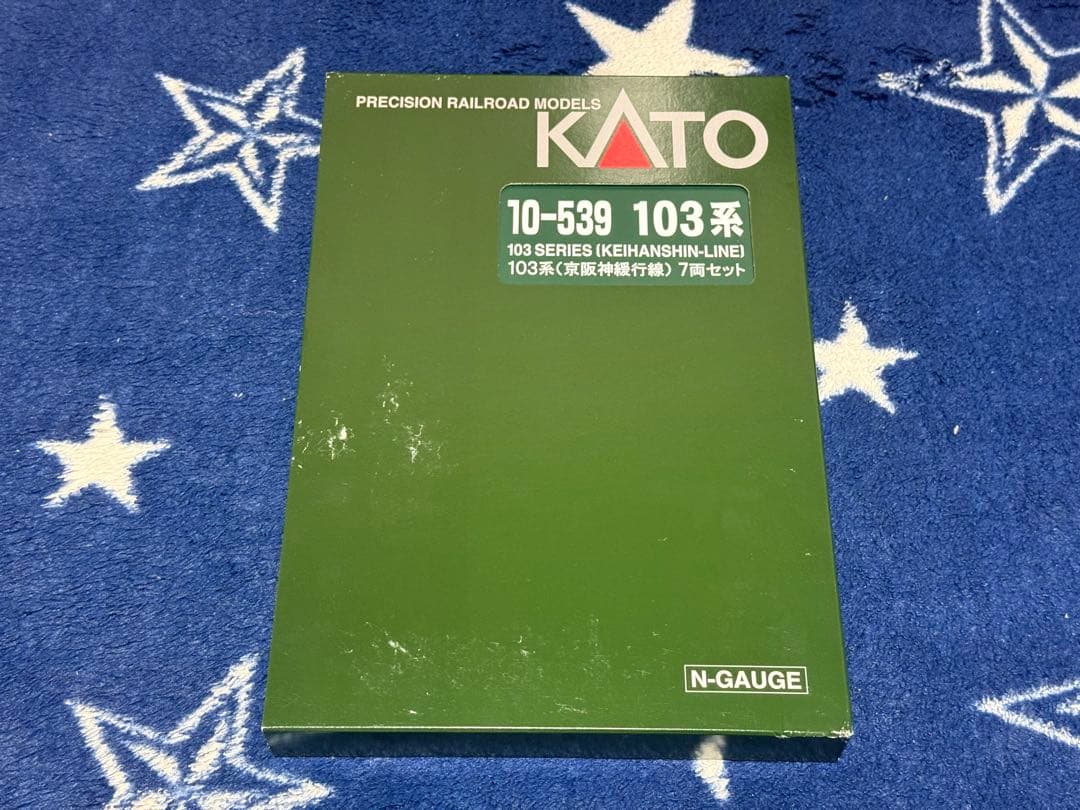 PRECISION RAILROAD MODELS
KATO
10-539 103系
103 SERIES (KEIHANSHIN-LINE)
103系(京阪神緩行線) 7両セット
N-GAUGE